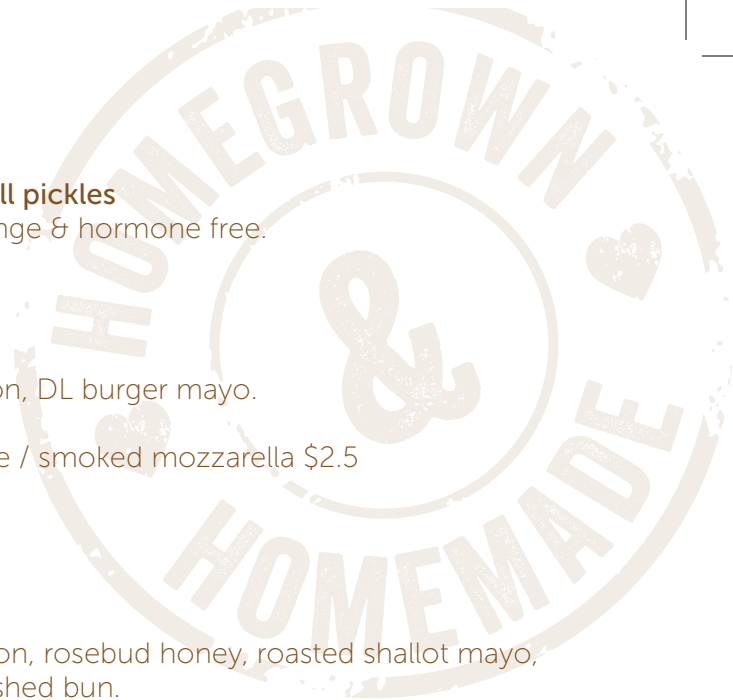 HOMEGROWN
ll pickles
nge & hormone free.
&
on, DL burger mayo.
e / smoked mozzarella $2.5
HOMEMADE
on, rosebud honey, roasted shallot mayo,
shed bun.